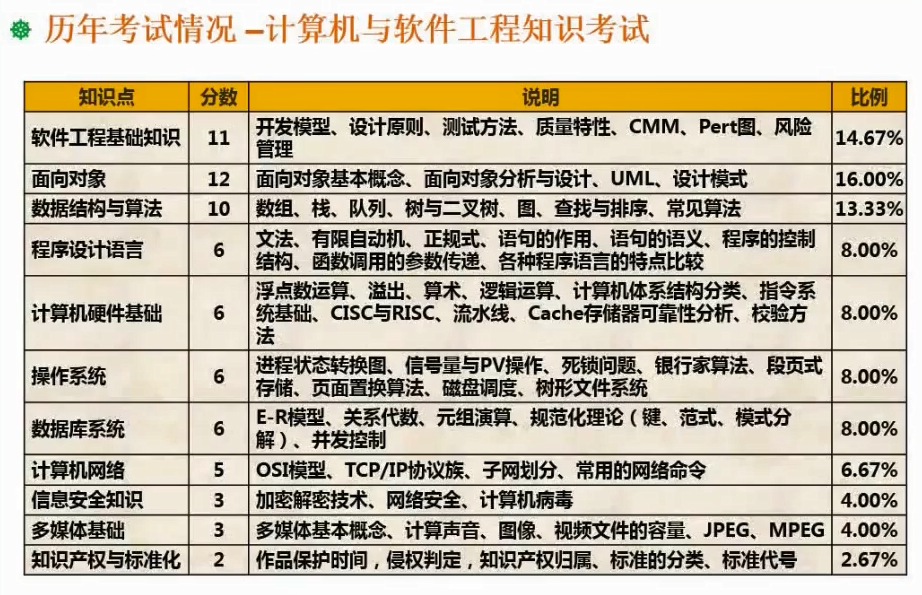 历年考试情况 –计算机与软件工程知识考试
知识点 分数 说明 比例
软件工程基础知识 11 开发模型、设计原则、测试方法、质量特性、CMM、Pert图、风险
管理 14.67%
面向对象 12 面向对象基本概念、面向对象分析与设计、UML、设计模式 16.00%
数据结构与算法 10 数组、栈、队列、树与二叉树、图、查找与排序、常见算法 13.33%
程序设计语言 6 文法、有限自动机、正规式、语句的作用、语句的语义、程序的控制
结构、函数调用的参数传递、各种程序语言的特点比较 8.00%
计算机硬件基础 6 浮点数运算、溢出、算术、逻辑运算、计算机体系结构分类、指令系
统基础、CISC与RISC、流水线、Cache存储器可靠性分析、校验方
法 8.00%
操作系统 6 进程状态转换图、信号量与PV操作、死锁问题、银行家算法、段页式
存储、页面置换算法、磁盘调度、树形文件系统 8.00%
数据库系统 6 E-R模型、关系代数、元组演算、规范化理论（键、范式、模式分
解）、并发控制 8.00%
计算机网络 5 OSI模型、TCP/IP协议族、子网划分、常用的网络命令 6.67%
信息安全知识 3 加密解密技术、网络安全、计算机病毒 4.00%
多媒体基础 3 多媒体基本概念、计算声音、图像、视频文件的容量、JPEG、MPEG 4.00%
知识产权与标准化 2 作品保护时间，侵权判定，知识产权归属、标准的分类、标准代号 2.67%